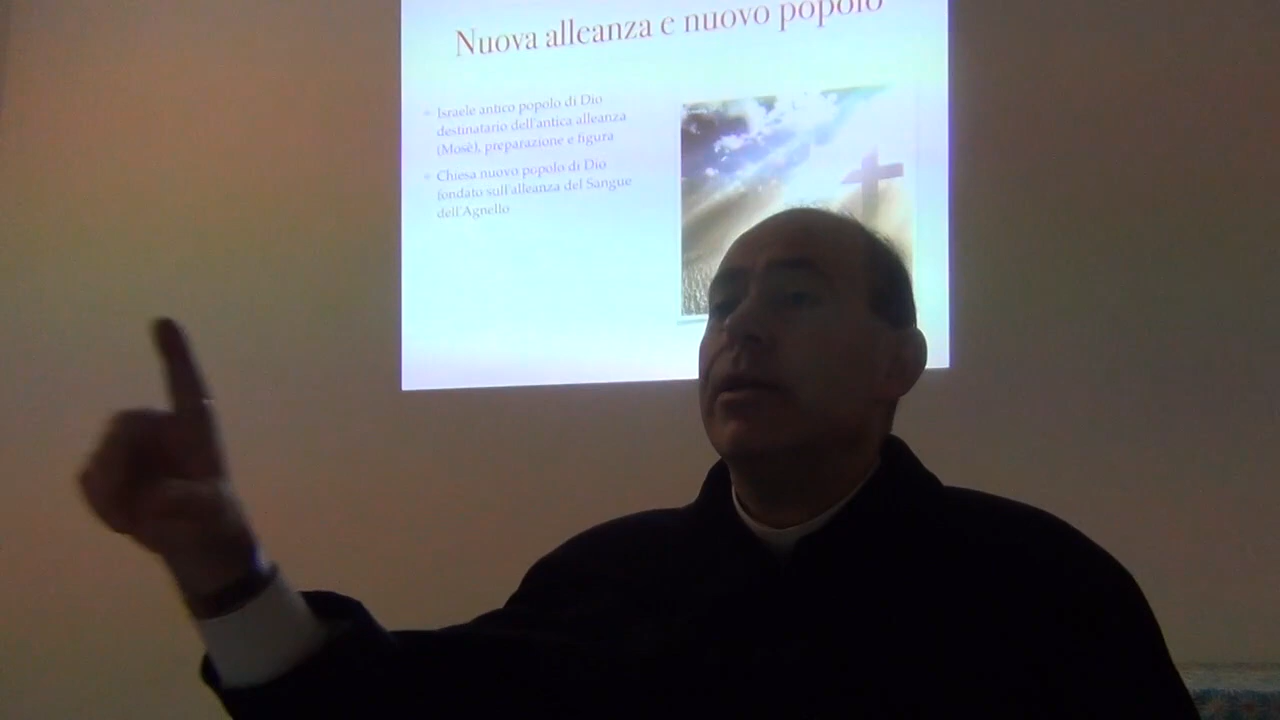 Nuova alleanza e nuovo popolo
Israele antico popolo di Dio
destinatario dell'antica alleanza
(Mosè), preparazione e figura
Chiesa nuovo popolo di Dio
fondato sull'alleanza del Sangue
dell'Agnello